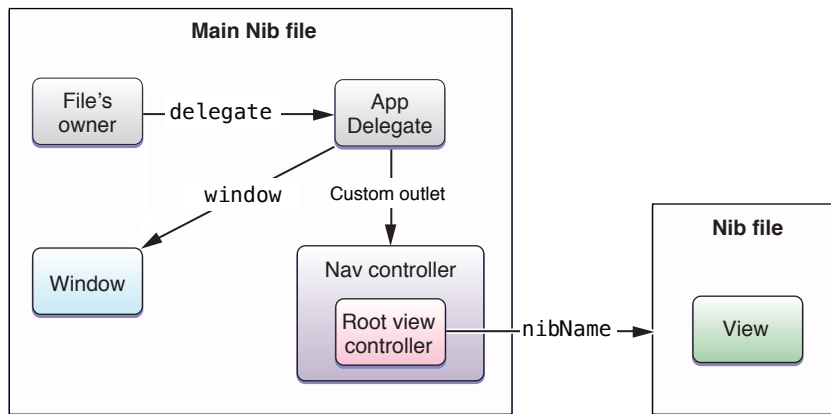 Main Nib file
File's
owner
delegate
App
Delegate
window
Custom outlet
Window
Nav controller
Root view
controller
nibName
Nib file
View